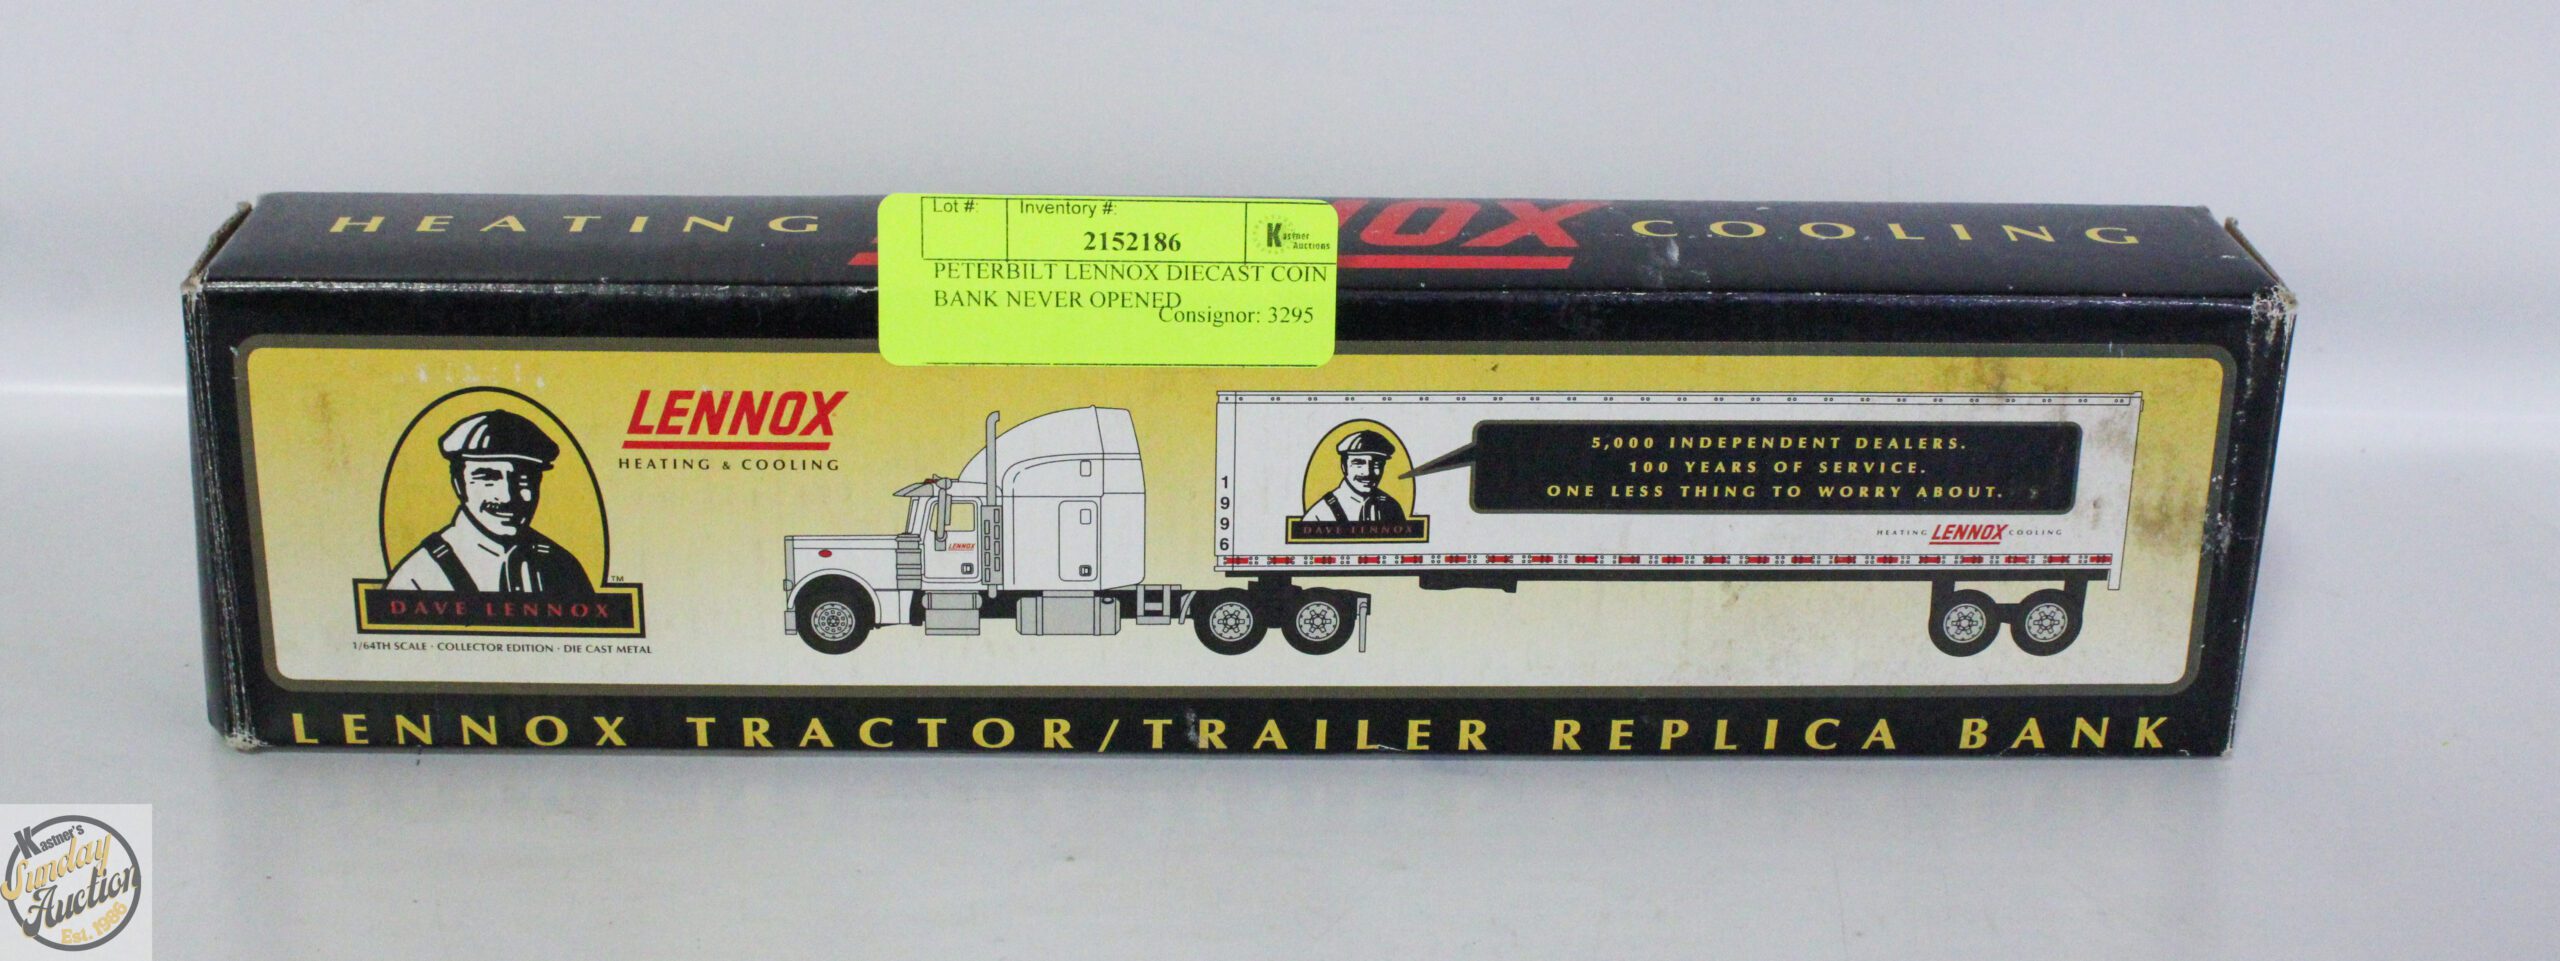 HEATING
COOLING
Lot #:
Inventory #:
2152186
Kastner
Auctions
PETERBILT LENNOX DIECAST COIN
BANK NEVER OPENED
Consignor: 3295
LENNOX
HEATING & COOLING
DAVE LENNOX
TM
1/64TH SCALE · COLLECTOR EDITION · DIE CAST METAL
LENNOX
1996
DAVE LENNOX
5,000 INDEPENDENT DEALERS.
100 YEARS OF SERVICE.
ONE LESS THING TO WORRY ABOUT.
HEATING LENNOX COOLING
LENNOX TRACTOR/TRAILER REPLICA BANK
Kastner's
Sunday
Auction
Est. 1986